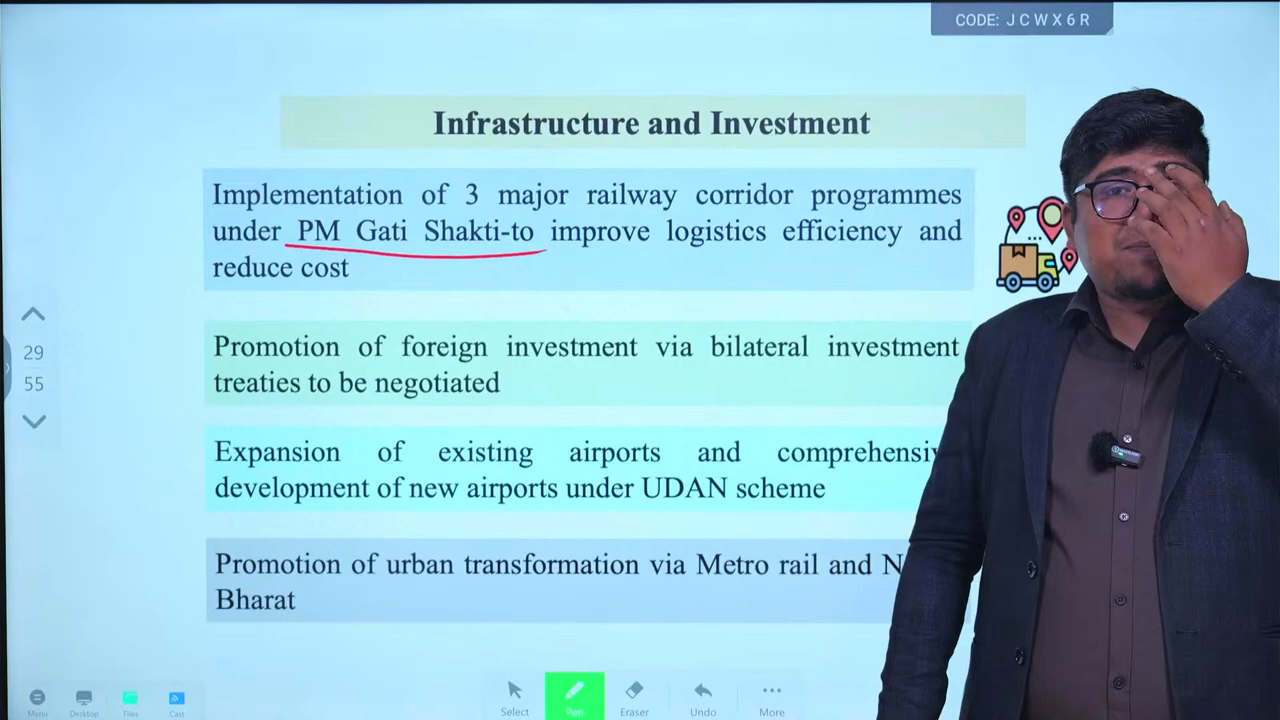 CODE: J C W X 6 R
Infrastructure and Investment
Implementation of 3 major railway corridor programmes
under PM Gati Shakti-to improve logistics efficiency and
reduce cost
Promotion of foreign investment via bilateral investment
treaties to be negotiated
Expansion of existing airports and
development of new airports under UDAN scheme
Promotion of urban transformation via Metro rail and
Bharat
29
55
Menu
Desktop
Files
Cast
Select
Pen
Eraser
Undo
More